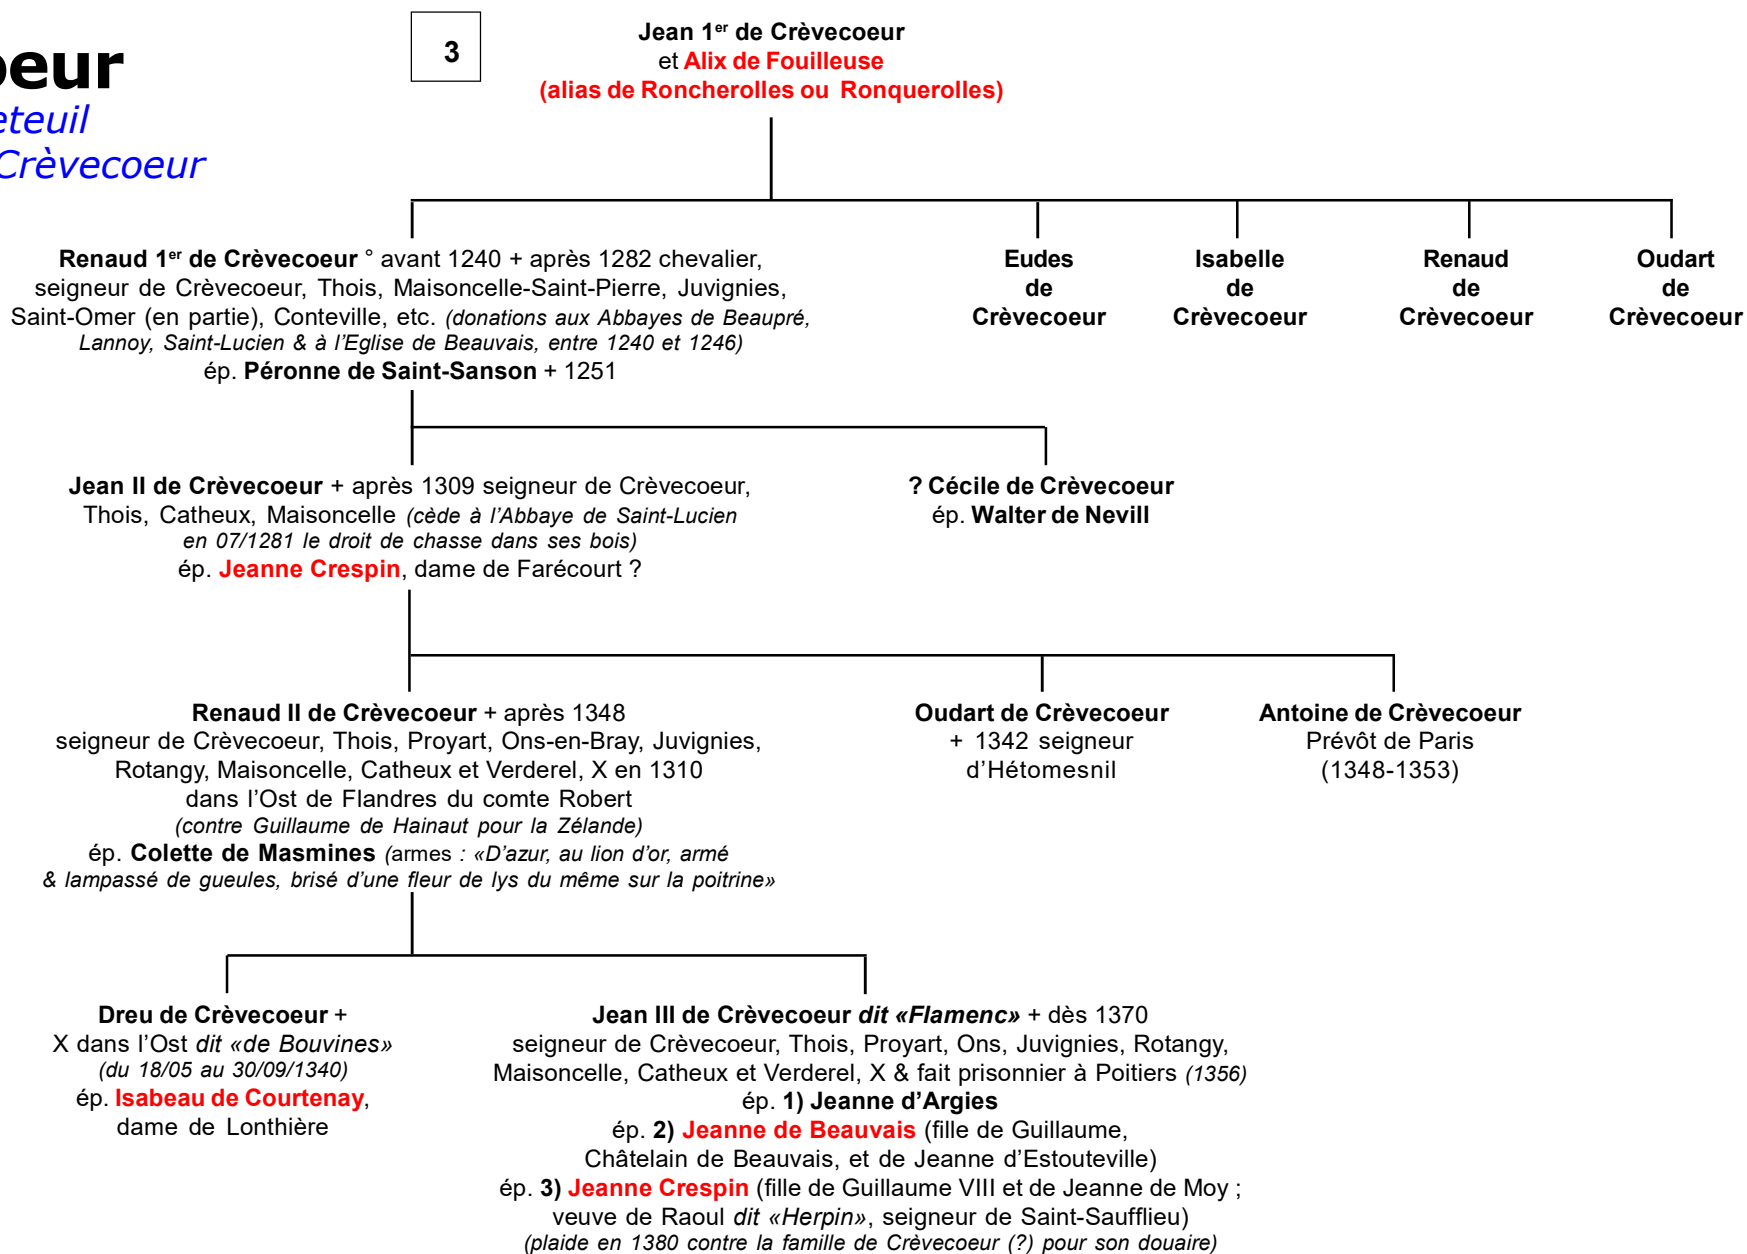 oeur
eteuil
Crèvecoeur
3
Jean 1er de Crèvecoeur
et Alix de Fouilleuse
(alias de Roncherolles ou Ronquerolles)
Renaud 1er de Crèvecoeur ° avant 1240 + après 1282 chevalier,
seigneur de Crèvecoeur, Thois, Maisoncelle-Saint-Pierre, Juvignies,
Saint-Omer (en partie), Conteville, etc. (donations aux Abbayes de Beaupré,
Lannoy, Saint-Lucien & à l’Eglise de Beauvais, entre 1240 et 1246)
ép. Péronne de Saint-Sanson + 1251
Eudes
de
Crèvecoeur
Isabelle
de
Crèvecoeur
Renaud
de
Crèvecoeur
Oudart
de
Crèvecoeur
Jean II de Crèvecoeur + après 1309 seigneur de Crèvecoeur,
Thois, Catheux, Maisoncelle (cède à l’Abbaye de Saint-Lucien
en 07/1281 le droit de chasse dans ses bois)
ép. Jeanne Crespin, dame de Farécourt ?
? Cécile de Crèvecoeur
ép. Walter de Nevill
Renaud II de Crèvecoeur + après 1348
seigneur de Crèvecoeur, Thois, Proyart, Ons-en-Bray, Juvignies,
Rotangy, Maisoncelle, Catheux et Verderel, X en 1310
dans l’Ost de Flandres du comte Robert
(contre Guillaume de Hainaut pour la Zélande)
ép. Colette de Masmines (armes : «D’azur, au lion d’or, armé
& lampassé de gueules, brisé d’une fleur de lys du même sur la poitrine»
Oudart de Crèvecoeur
+ 1342 seigneur
d’Hétomesnil
Antoine de Crèvecoeur
Prévôt de Paris
(1348-1353)
Dreu de Crèvecoeur +
X dans l’Ost dit «de Bouvines»
(du 18/05 au 30/09/1340)
ép. Isabeau de Courtenay,
dame de Lonthière
Jean III de Crèvecoeur dit «Flamenc» + dès 1370
seigneur de Crèvecoeur, Thois, Proyart, Ons, Juvignies, Rotangy,
Maisoncelle, Catheux et Verderel, X & fait prisonnier à Poitiers (1356)
ép. 1) Jeanne d’Argies
ép. 2) Jeanne de Beauvais (fille de Guillaume,
Châtelain de Beauvais, et de Jeanne d’Estouteville)
ép. 3) Jeanne Crespin (fille de Guillaume VIII et de Jeanne de Moy ;
veuve de Raoul dit «Herpin», seigneur de Saint-Saufflieu)
(plaide en 1380 contre la famille de Crèvecoeur (?) pour son douaire)